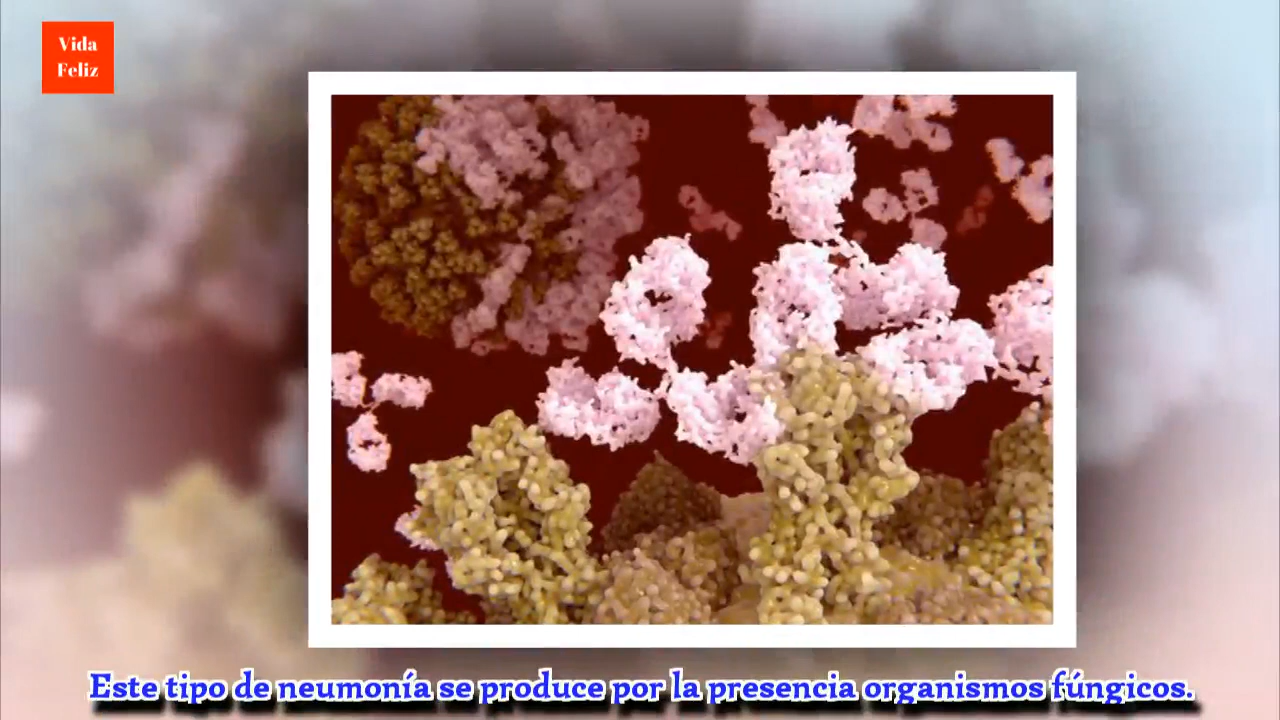 Vida
Feliz
Este tipo de neumonía se produce por la presencia organismos fúngicos.